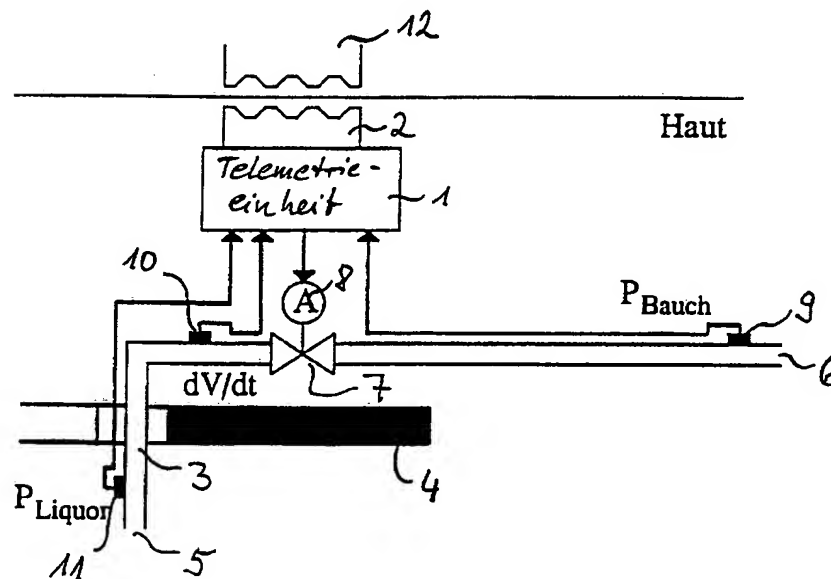 12
2
Haut
Telemetrie-
einheit
1
10
A
8
P_Bauch
9
6
dV/dt
7
3
4
P_Liquor
11
5